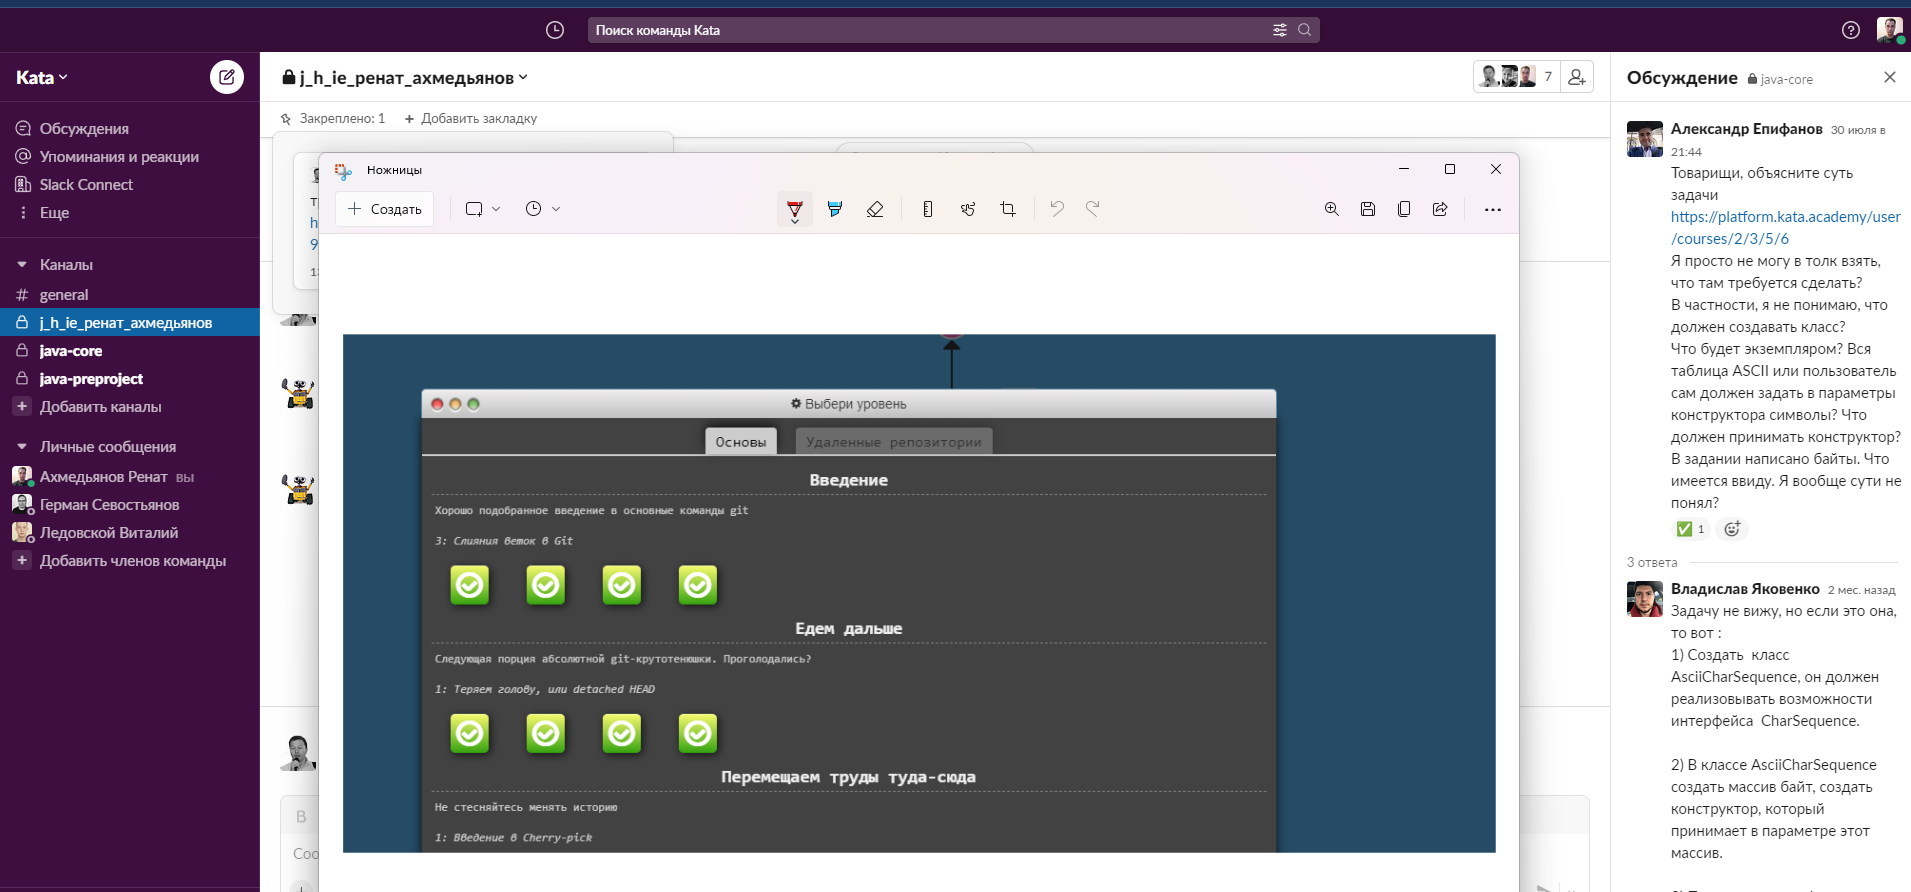 Поиск команды Kata
Kata
Обсуждения
Упоминания и реакции
Slack Connect
Еще
Каналы
general
j_h_ie_ренат_ахмедьянов
java-core
java-preproject
Добавить каналы
Личные сообщения
Ахмедьянов Ренат вы
Герман Севостьянов
Ледовской Виталий
Добавить членов команды
j_h_ie_ренат_ахмедьянов
7
Закреплено: 1
Добавить закладку
Ножницы
Создать
Выбери уровень
Основы
Удаленные репозитории
Введение
Хорошо подобранное введение в основные команды git
3: Слияния веток в Git
Едем дальше
Следующая порция абсолютной git-крутотенюшки. Проголодались?
1: Теряем голову, или detached HEAD
Перемещаем труды туда-сюда
Не стесняйтесь менять историю
1: Введение в Cherry-pick
B
Обсуждение java-core
Александр Епифанов 30 июля в
21:44
Товарищи, объясните суть
задачи
https://platform.kata.academy/user
/courses/2/3/5/6
Я просто не могу в толк взять,
что там требуется сделать?
В частности, я не понимаю, что
должен создавать класс?
Что будет экземпляром? Вся
таблица ASCII или пользователь
сам должен задать в параметры
конструктора символы? Что
должен принимать конструктор?
В задании написано байты. Что
имеется ввиду. Я вообще сути не
понял?
1
3 ответа
Владислав Яковенко 2 мес. назад
Задачу не вижу, но если это она,
то вот :
1) Создать класс
AsciiCharSequence, он должен
реализовывать возможности
интерфейса CharSequence.
2) В классе AsciiCharSequence
создать массив байт, создать
конструктор, который
принимает в параметре этот
массив.